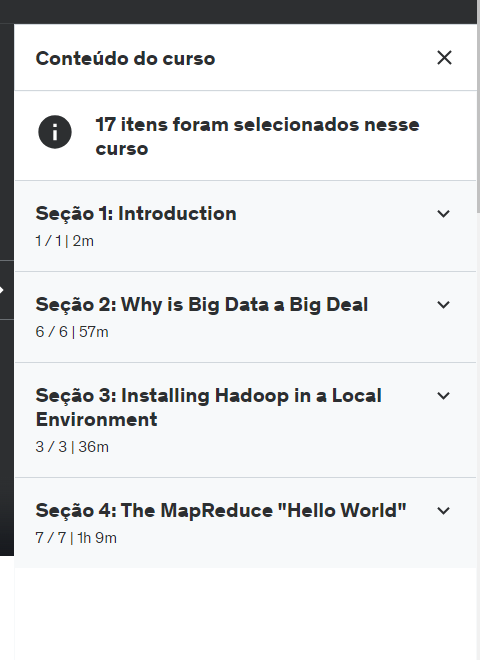 Conteúdo do curso
17 itens foram selecionados nesse
curso
Seção 1: Introduction
1 / 1 | 2m
Seção 2: Why is Big Data a Big Deal
6 / 6 | 57m
Seção 3: Installing Hadoop in a Local
Environment
3 / 3 | 36m
Seção 4: The MapReduce "Hello World"
7 / 7 | 1h 9m